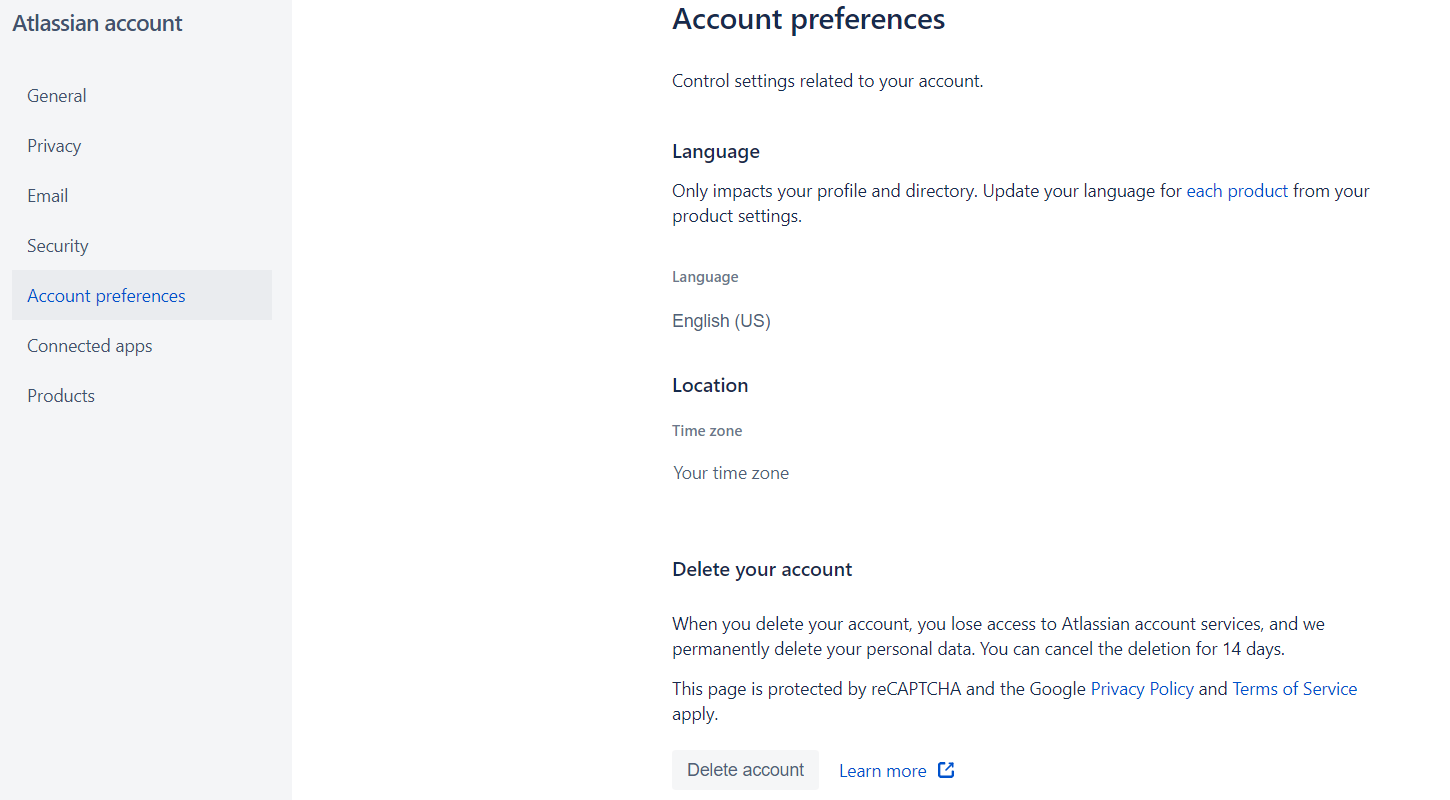 Atlassian account
General
Privacy
Email
Security
Account preferences
Connected apps
Products
Account preferences
Control settings related to your account.
Language
Only impacts your profile and directory. Update your language for each product from your
product settings.
Language
English (US)
Location
Time zone
Your time zone
Delete your account
When you delete your account, you lose access to Atlassian account services, and we
permanently delete your personal data. You can cancel the deletion for 14 days.
This page is protected by reCAPTCHA and the Google Privacy Policy and Terms of Service
apply.
Delete account Learn more